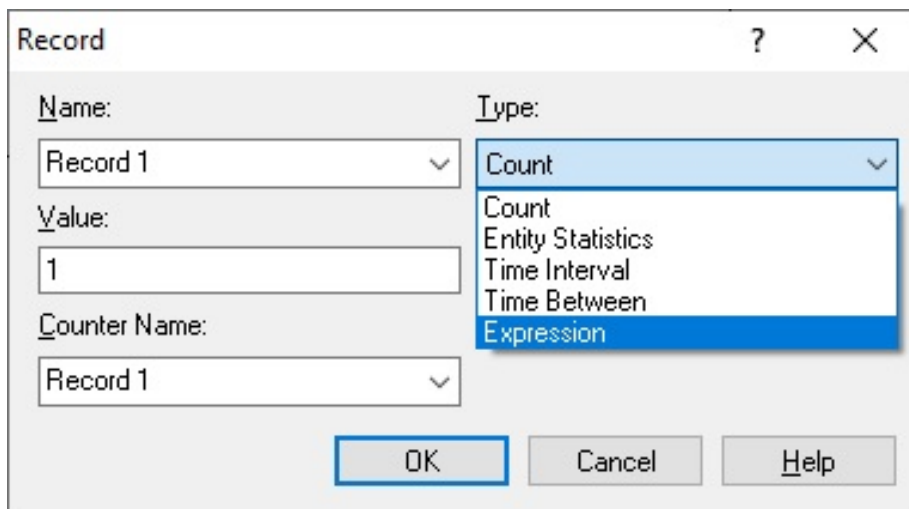 Record
?
Name:
Type:
Record 1
Count
Value:
Count
Entity Statistics
1
Time Interval
Time Between
Counter Name:
Expression
Record 1
OK
Cancel
Help